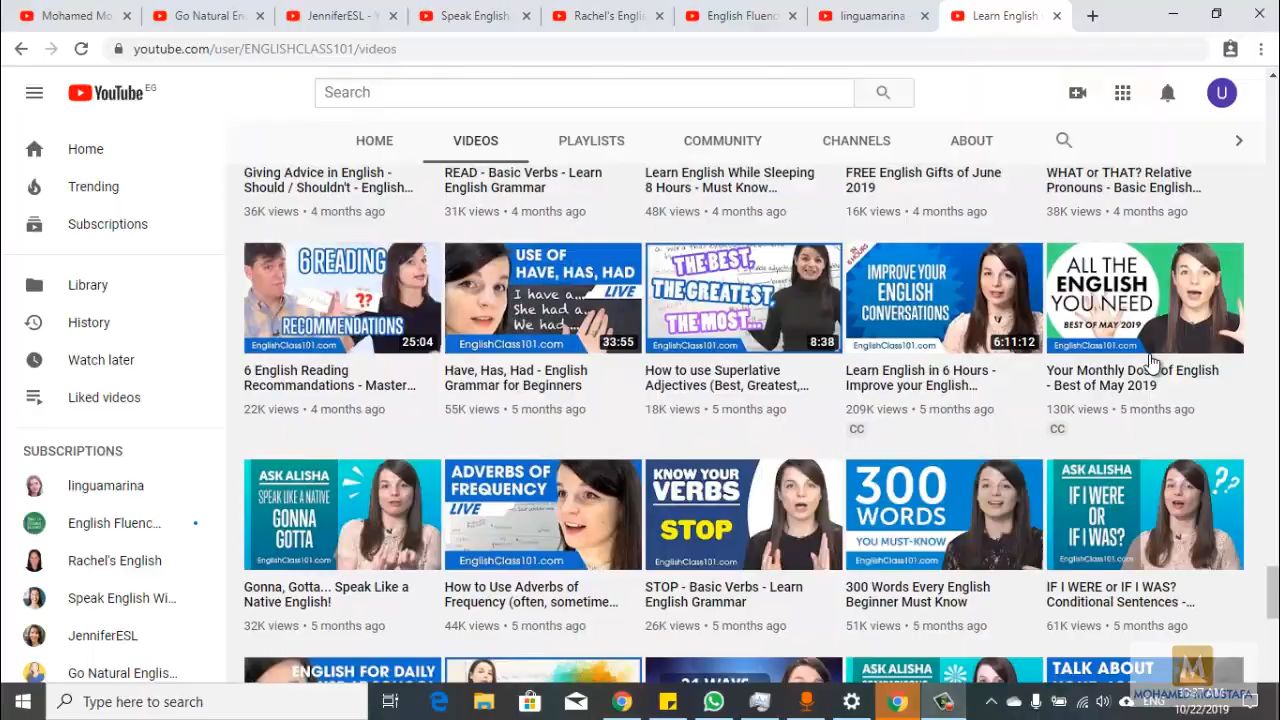 Mohamed Mo
Go Natural En
JenniferESL - Y
Speak English
Rachel's Engli
English Fluenc
linguamarina
Learn English
youtube.com/user/ENGLISHCLASS101/videos
YouTube EG
Search
U
HOME
VIDEOS
PLAYLISTS
COMMUNITY
CHANNELS
ABOUT
Home
Trending
Subscriptions
Library
History
Watch later
Liked videos
SUBSCRIPTIONS
linguamarina
English Fluenc...
Rachel's English
Speak English Wi...
JenniferESL
Go Natural Englis...
Giving Advice in English -
Should / Shouldn't - English...
36K views • 4 months ago
READ - Basic Verbs - Learn
English Grammar
31K views • 4 months ago
Learn English While Sleeping
8 Hours - Must Know...
48K views • 4 months ago
FREE English Gifts of June
2019
16K views • 4 months ago
WHAT or THAT? Relative
Pronouns - Basic English...
38K views • 4 months ago
6 READING
??
RECOMMENDATIONS
EnglishClass101.com
25:04
6 English Reading
Recommandations - Master...
22K views • 4 months ago
USE OF
HAVE, HAS, HAD
LIVE
I have a...
She had a...
We had...
EnglishClass101.com
33:55
Have, Has, Had - English
Grammar for Beginners
55K views • 5 months ago
THE BEST,
THE GREATEST,
THE MOST...
EnglishClass101.com
8:38
How to use Superlative
Adjectives (Best, Greatest,...
18K views • 5 months ago
IN 6 HOURS
IMPROVE YOUR
ENGLISH
CONVERSATIONS
EnglishClass101.com
6:11:12
Learn English in 6 Hours -
Improve your English...
209K views • 5 months ago
CC
ALL THE
ENGLISH
YOU NEED
BEST OF MAY 2019
EnglishClass101.com
Your Monthly Dose of English
- Best of May 2019
130K views • 5 months ago
CC
ASK ALISHA
SPEAK LIKE A NATIVE
GONNA
GOTTA
EnglishClass101.com
Gonna, Gotta... Speak Like a
Native English!
32K views • 5 months ago
ADVERBS OF
FREQUENCY
LIVE
EnglishClass101.com
How to Use Adverbs of
Frequency (often, sometime...
44K views • 5 months ago
KNOW YOUR
VERBS
STOP
EnglishClass101.com
STOP - Basic Verbs - Learn
English Grammar
26K views • 5 months ago
300
WORDS
YOU MUST-KNOW
EnglishClass101.com
300 Words Every English
Beginner Must Know
51K views • 5 months ago
ASK ALISHA
IF I WERE
OR
IF I WAS?
??
EnglishClass101.com
IF I WERE or IF I WAS?
Conditional Sentences -...
61K views • 5 months ago
ENGLISH FOR DAILY
ASK ALISHA
TALK ABOUT
M
MOHAMED MOUSTAFA
Type here to search
ENG
10/22/2019